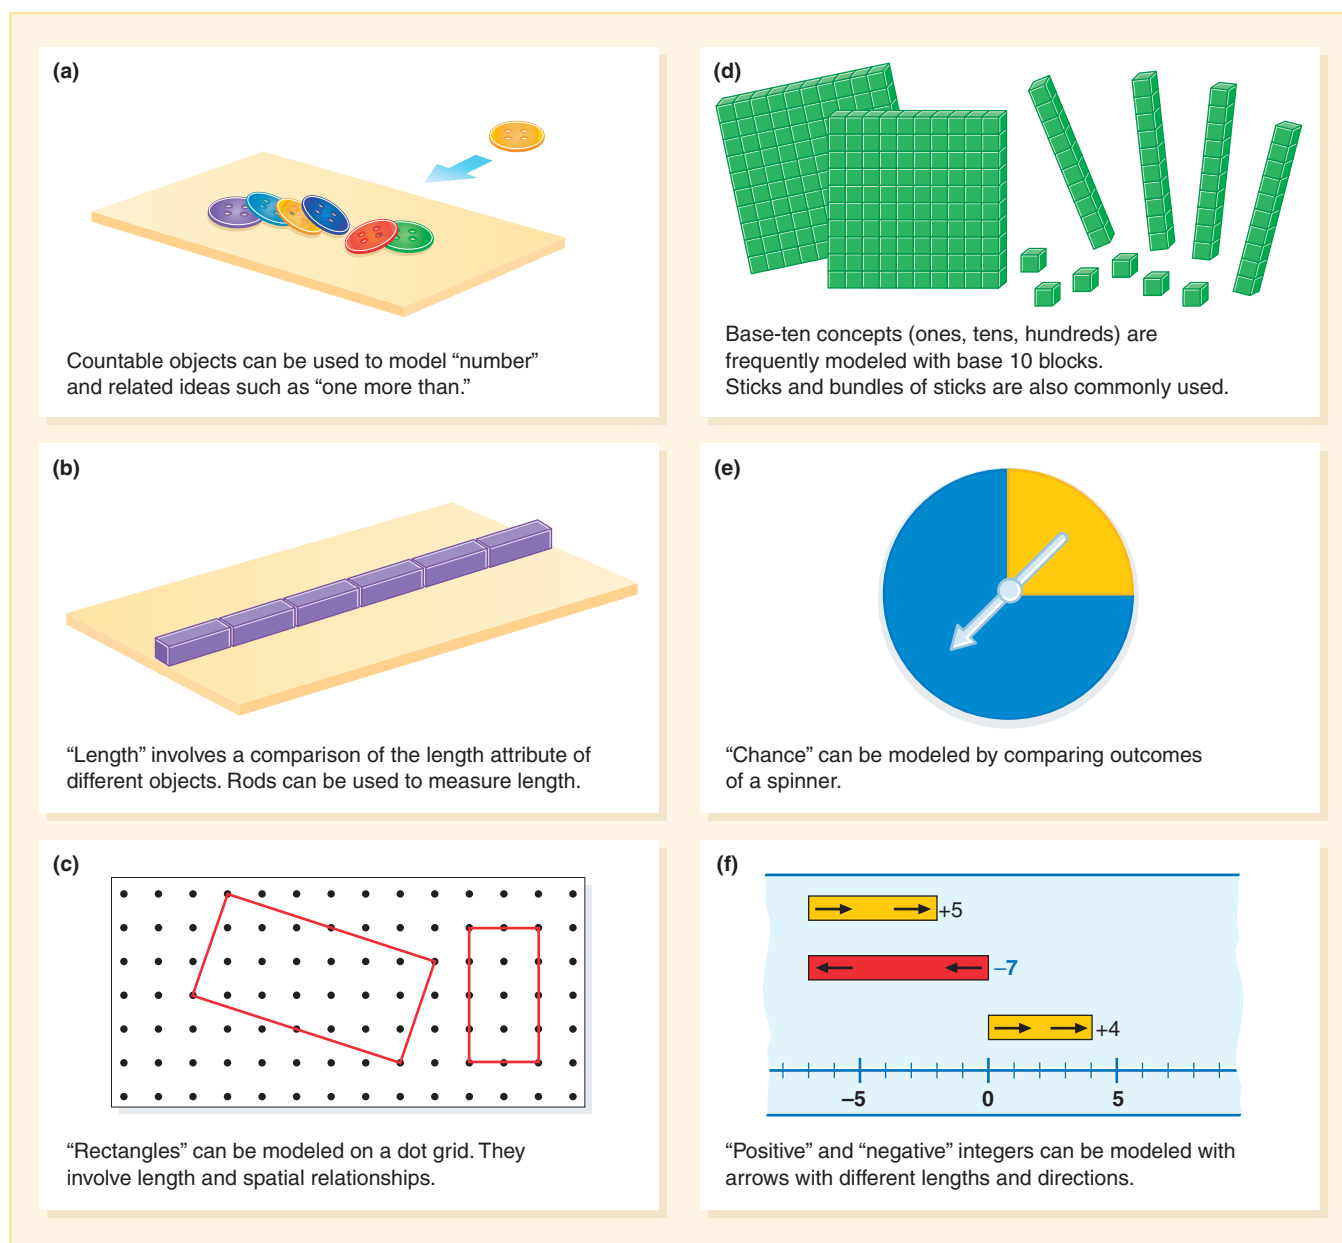 (a)
Countable objects can be used to model “number”
and related ideas such as “one more than.”
(b)
“Length” involves a comparison of the length attribute of
different objects. Rods can be used to measure length.
(c)
“Rectangles” can be modeled on a dot grid. They
involve length and spatial relationships.
(d)
Base-ten concepts (ones, tens, hundreds) are
frequently modeled with base 10 blocks.
Sticks and bundles of sticks are also commonly used.
(e)
“Chance” can be modeled by comparing outcomes
of a spinner.
(f)
+5
–7
+4
–5 0 5
“Positive” and “negative” integers can be modeled with
arrows with different lengths and directions.